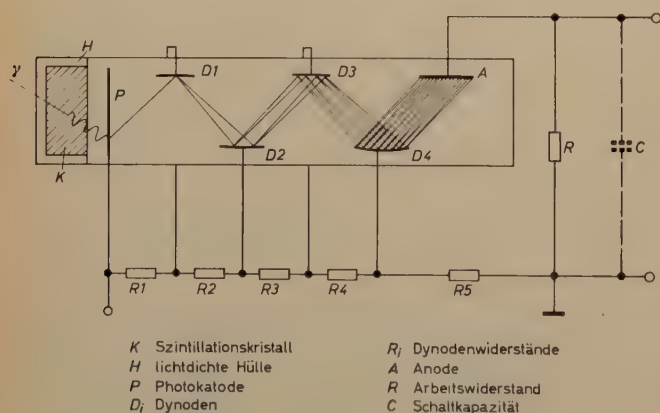 H
γ
P
D1
D3
A
D2
D4
R
C
K
R1
R2
R3
R4
R5
K Szintillationskristall
H lichtdichte Hülle
P Photokatode
Di Dynoden
Ri Dynodenwiderstände
A Anode
R Arbeitswiderstand
C Schaltkapazität